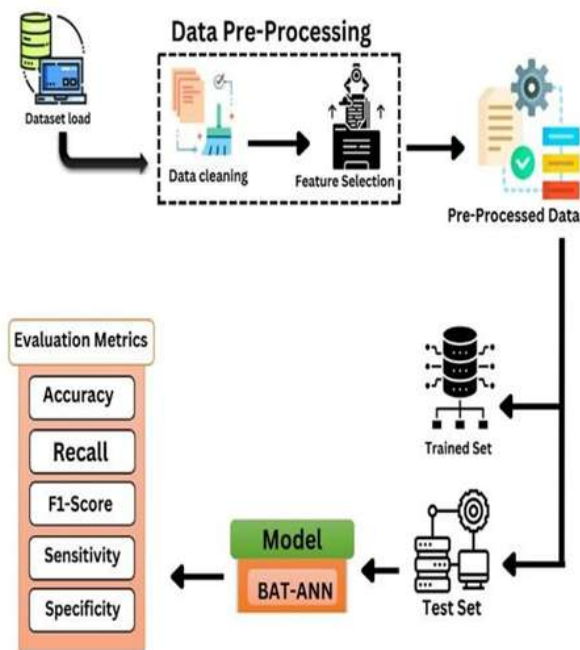 Data Pre-Processing
Dataset load
Data cleaning
Feature Selection
Pre-Processed Data
Trained Set
Test Set
Model
BAT-ANN
Evaluation Metrics
Accuracy
Recall
F1-Score
Sensitivity
Specificity